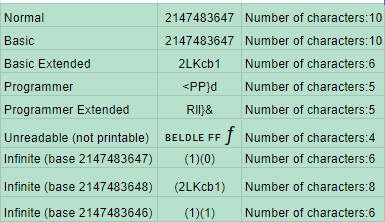 Normal 2147483647 Number of characters:10
Basic 2147483647 Number of characters:10
Basic Extended 2LKcb1 Number of characters:6
Programmer <PP}d Number of characters:5
Programmer Extended RII}& Number of characters:5
Unreadable (not printable) BELDLE FF ƒ Number of characters:4
Infinite (base 2147483647) (1)(0) Number of characters:6
Infinite (base 2147483648) (2LKcb1) Number of characters:8
Infinite (base 2147483646) (1)(1) Number of characters:6